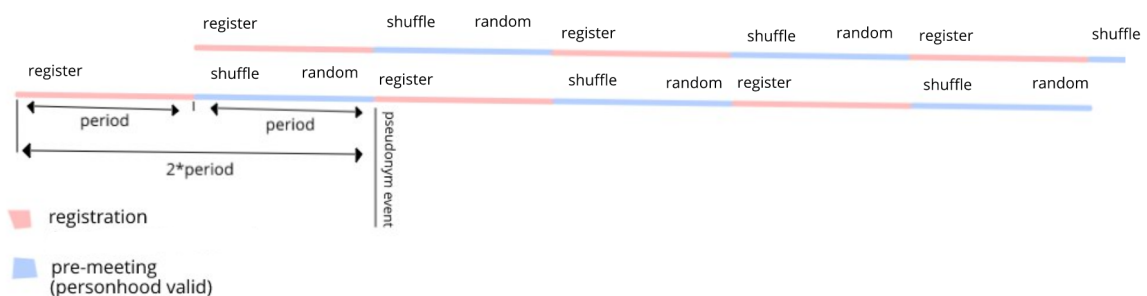 register shuffle random register shuffle random register shuffle
register shuffle random register shuffle random register shuffle random
period period
2*period
pseudonym event
registration
pre-meeting
(personhood valid)